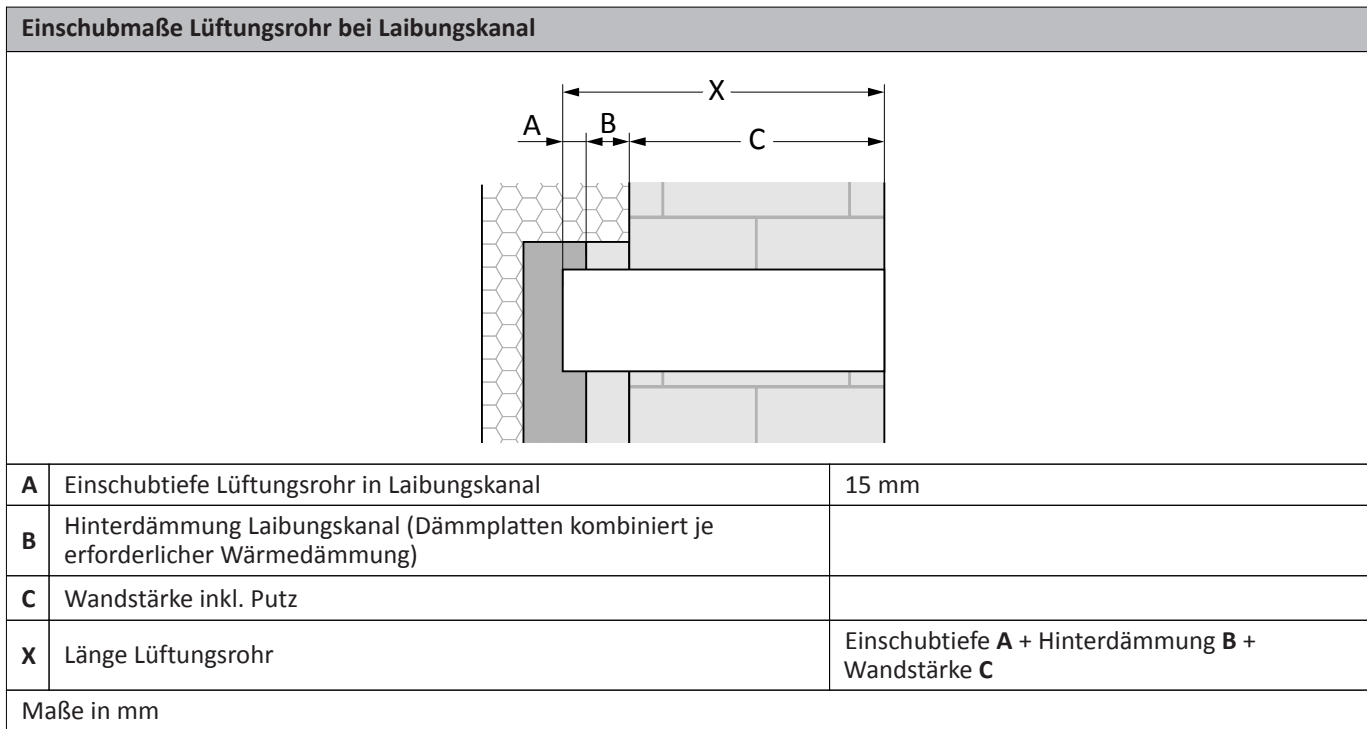 Einschubmaße Lüftungsrohr bei Laibungskanal
X
A
B
C
A Einschubtiefe Lüftungsrohr in Laibungskanal 15 mm
B Hinterdämmung Laibungskanal (Dämmplatten kombiniert je
erforderlicher Wärmedämmung)
C Wandstärke inkl. Putz
X Länge Lüftungsrohr Einschubtiefe A + Hinterdämmung B +
Wandstärke C
Maße in mm